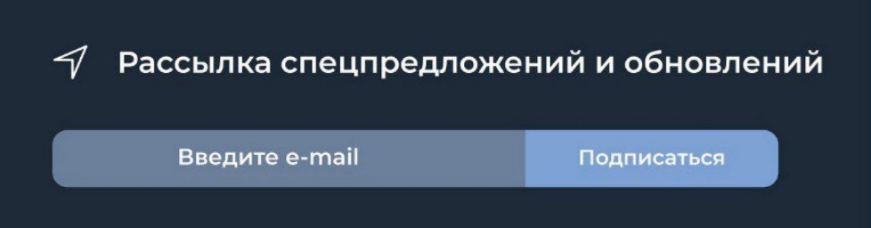 Рассылка спецпредложений и обновлений
Введите e-mail
Подписаться